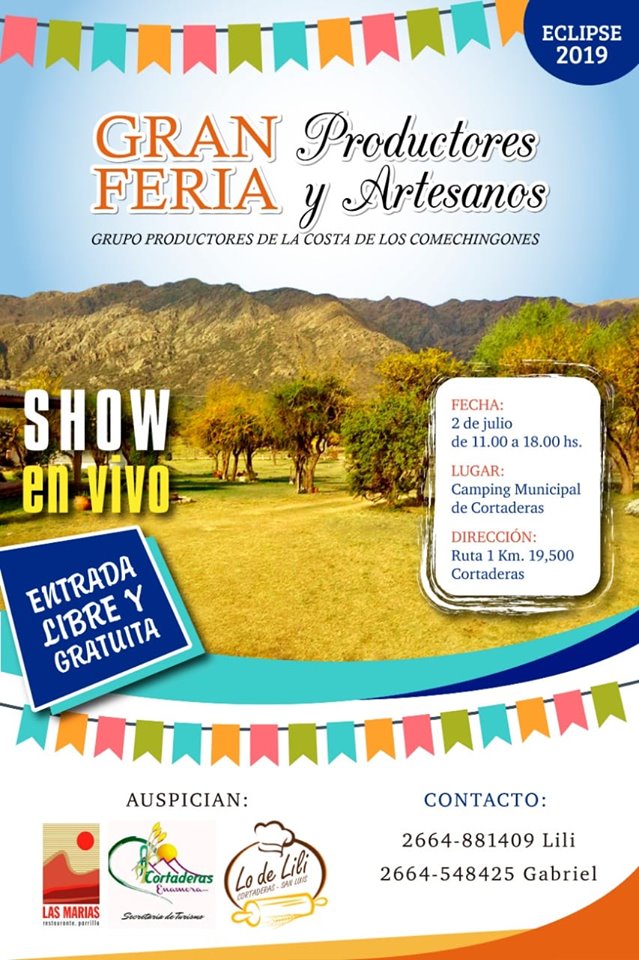 ECLIPSE
2019
GRAN
FERIA
Productores
y Artesanos
GRUPO PRODUCTORES DE LA COSTA DE LOS COMECHINGONES
SHOW
en vivo
FECHA:
2 de julio
de 11.00 a 18.00 hs.
LUGAR:
Camping Municipal
de Cortaderas
DIRECCIÓN:
Ruta 1 Km. 19,500
Cortaderas
ENTRADA
LIBRE Y
GRATUITA
AUSPICIAN:
LAS MARIAS
restaurante. parrilla
Cortaderas
Enamora
Secretaría de Turismo
Lo de Lili
CORTADERAS - SAN LUIS
CONTACTO:
2664-881409 Lili
2664-548425 Gabriel